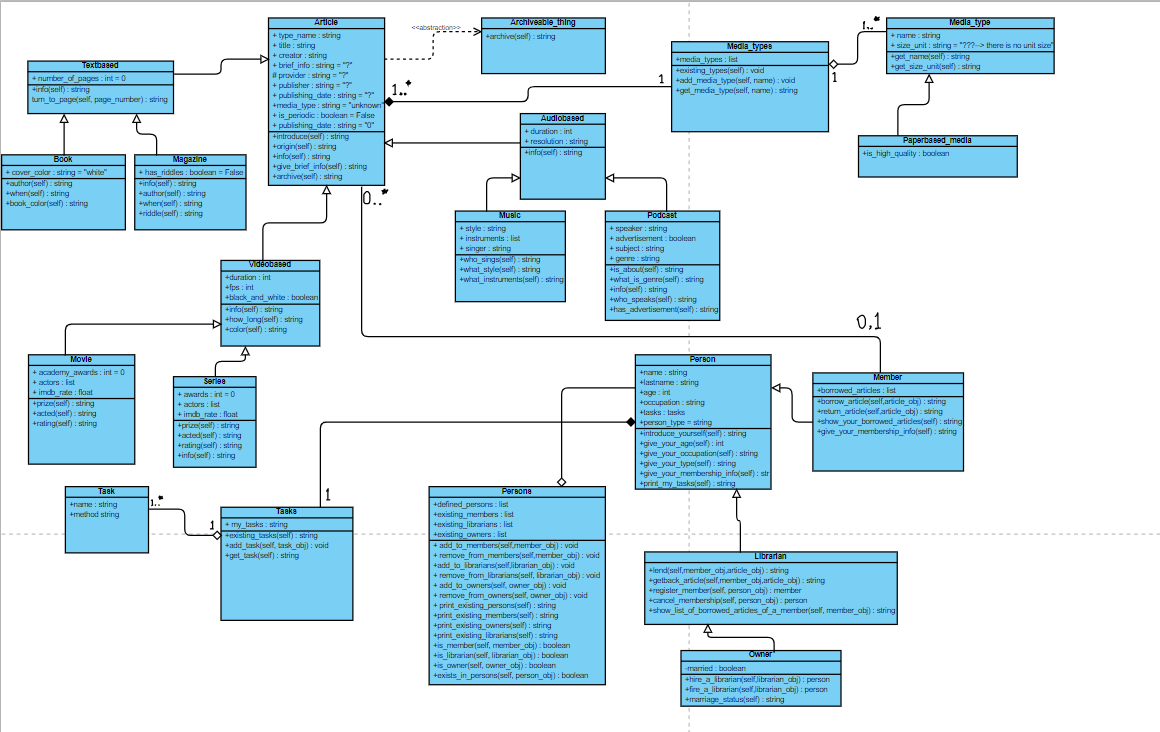 Article
+ type_name : string
+ title : string
+ creator : string
+ brief_info : string = "?"
# provider : string = "?"
+ publisher : string = "?"
+ publishing_date : string = "?"
+media_type : string = "unknown
+ is_periodic : boolean = False
+ publishing_date : string = "0"
+introduce(self) : string
+origin(self) : string
+info(self) : string
+give_brief_info(self) : string
+archive(self) : string
<<abstraction>>
Archiveable_thing
+archive(self) : string
Media_types
+media_types : list
+existing_types(self) : void
+add_media_type(self, name) : void
+get_media_type(self, name) : string
1
1..*
1
1..*
Media_type
+ name : string
+ size_unit : string = "???--> there is no unit size"
+get_name(self) : string
+get_size_unit(self) : string
Paperbased_media
+is_high_quality : boolean
Textbased
+ number_of_pages : int = 0
+info(self) : string
turn_to_page(self, page_number) : string
Book
+ cover_color : string = "white"
+author(self) : string
+when(self) : string
+book_color(self) : string
Magazine
+ has_riddles : boolean = False
+info(self) : string
+author(self) : string
+when(self) : string
+riddle(self) : string
Audiobased
+ duration : int
+ resolution : string
+info(self) : string
Music
+ style : string
+ instruments : list
+ singer : string
+who_sings(self) : string
+what_style(self) : string
+what_instruments(self) : string
Podcast
+ speaker : string
+ advertisement : boolean
+ subject : string
+ genre : string
+is_about(self) : string
+what_is_genre(self) : string
+info(self) : string
+who_speaks(self) : string
+has_advertisement(self) : string
0..*
0,1
Videobased
+duration : int
+fps : int
+black_and_white : boolean
+info(self) : string
+how_long(self) : string
+color(self) : string
Movie
+ academy_awards : int = 0
+ actors : list
+ imdb_rate : float
+prize(self) : string
+acted(self) : string
+rating(self) : string
Series
+ awards : int = 0
+ actors : list
+ imdb_rate : float
+prize(self) : string
+acted(self) : string
+rating(self) : string
+info(self) : string
Person
+name : string
+lastname : string
+age : int
+occupation : string
+tasks : tasks
+person_type = string
+introduce_yourself(self) : string
+give_your_age(self) : int
+give_your_occupation(self) : string
+give_your_type(self) : string
+give_your_membership_info(self) : str
+print_my_tasks(self) : string
Member
+borrowed_articles : list
+borrow_article(self,article_obj) : string
+return_article(self,article_obj) : string
+show_your_borrowed_articles(self) : string
+give_your_membership_info(self) : string
Task
+name : string
+method string
1..*
1
1
Tasks
+ my_tasks : string
+existing_tasks(self) : string
+add_task(self, task_obj) : void
+get_task(self) : string
Persons
+defined_persons : list
+existing_members : list
+existing_librarians : list
+existing_owners : list
+ add_to_members(self,member_obj) : void
+ remove_from_members(self,member_obj) : void
+add_to_librarians(self,librarian_obj) : void
+ remove_from_librarians(self, librarian_obj) : void
+ add_to_owners(self, owner_obj) : void
+ remove_from_owners(self, owner_obj) : void
+ print_existing_persons(self) : string
+print_existing_members(self) : string
+print_existing_owners(self) : string
+print_existing_librarians(self) : string
+is_member(self, member_obj) : boolean
+is_librarian(self, librarian_obj) : boolean
+is_owner(self, owner_obj) : boolean
+exists_in_persons(self, person_obj) : boolean
Librarian
+lend(self,member_obj,article_obj) : string
+getback_article(self,member_obj,article_obj) : string
+register_member(self, person_obj) : member
+cancel_membership(self, person_obj) : person
+show_list_of_borrowed_articles_of_a_member(self, member_obj) : string
Owner
-married : boolean
+hire_a_librarian(self,librarian_obj) : person
+fire_a_librarian(self,librarian_obj) : person
+marriage_status(self) : string